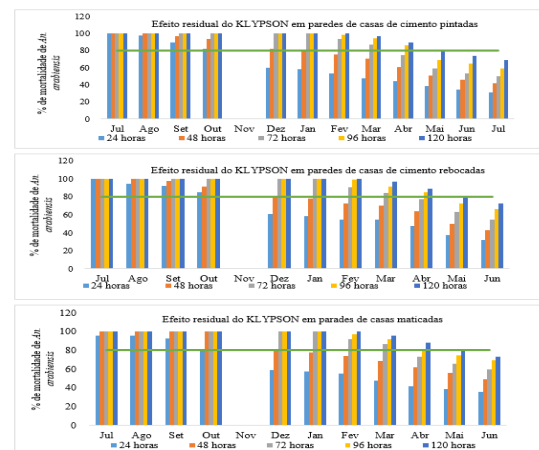 Efeito residual do KLYPSON em paredes de casas de cimento pintadas
% de mortalidade de An. arabiensis
120
100
80
60
40
20
0
Jul Ago Set Out Nov Dez Jan Fev Mar Abr Mai Jun Jul
24 horas 48 horas 72 horas 96 horas 120 horas
Efeito residual do KLYPSON em paredes de casas de cimento rebocadas
% de mortalidade de An. arabiensis
120
100
80
60
40
20
0
Jul Ago Set Out Nov Dez Jan Fev Mar Abr Mai Jun
24 horas 48 horas 72 horas 96 horas 120 horas
Efeito residual do KLYPSON em parades de casas maticadas
% de mortalidade de An. arabiensis
120
100
80
60
40
20
0
Jul Ago Set Out Nov Dez Jan Fev Mar Abr Mai Jun
24 horas 48 horas 72 horas 96 horas 120 horas